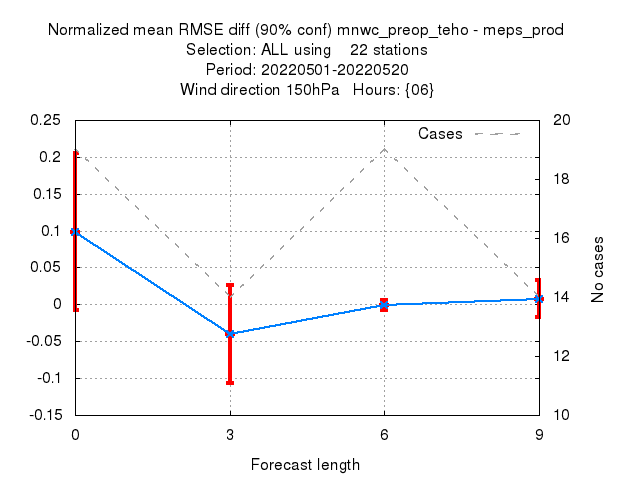 Normalized mean RMSE diff (90% conf) mnwc_preop_teho - meps_prod
Selection: ALL using    22 stations
Period: 20220501-20220520
Wind direction 150hPa   Hours: {06}
Cases
0.25
0.2
0.15
0.1
0.05
0
-0.05
-0.1
-0.15
20
18
16
14
12
10
No cases
0
3
6
9
Forecast length